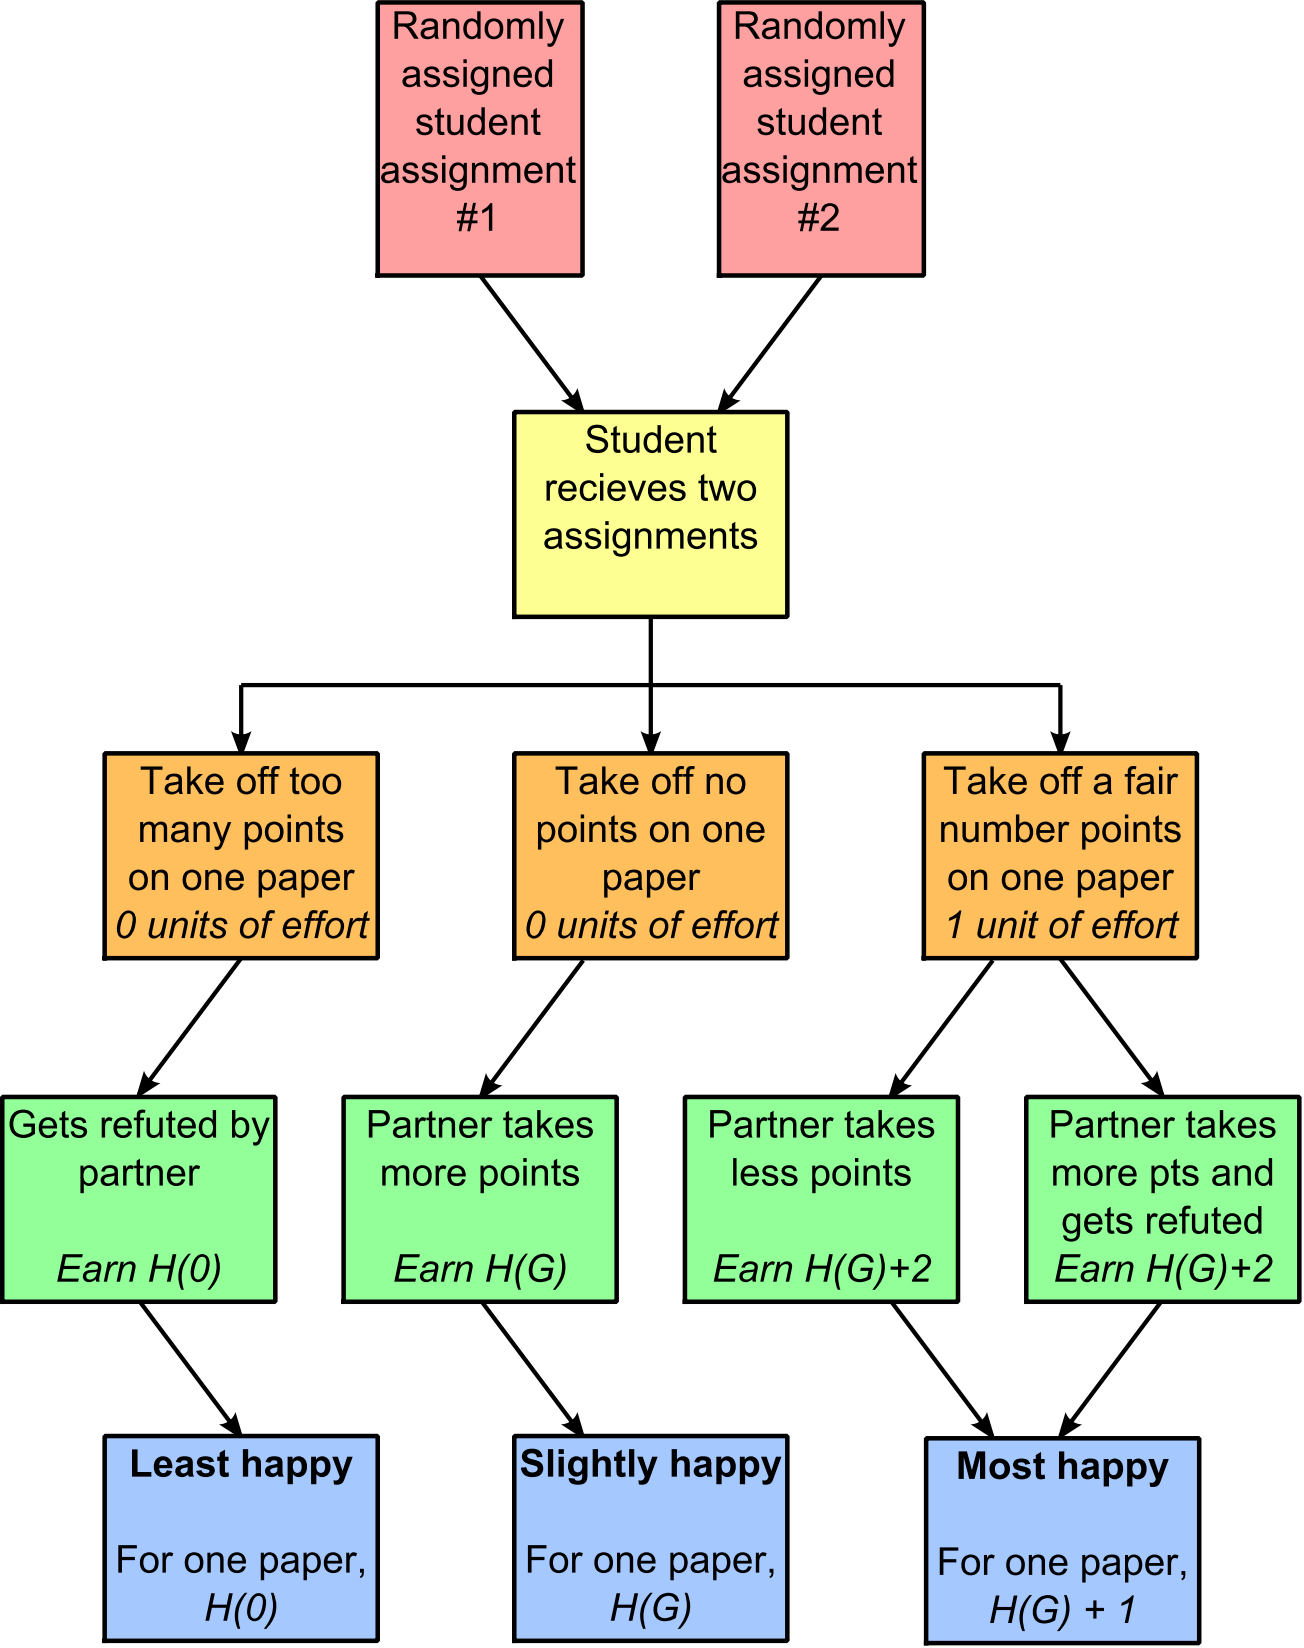 Randomly
assigned
student
assignment
#1
Randomly
assigned
student
assignment
#2
Student
recieves two
assignments
Take off too
many points
on one paper
0 units of effort
Take off no
points on one
paper
0 units of effort
Take off a fair
number points
on one paper
1 unit of effort
Gets refuted by
partner
Earn H(0)
Partner takes
more points
Earn H(G)
Partner takes
less points
Earn H(G)+2
Partner takes
more pts and
gets refuted
Earn H(G)+2
Least happy
For one paper,
H(0)
Slightly happy
For one paper,
H(G)
Most happy
For one paper,
H(G) + 1